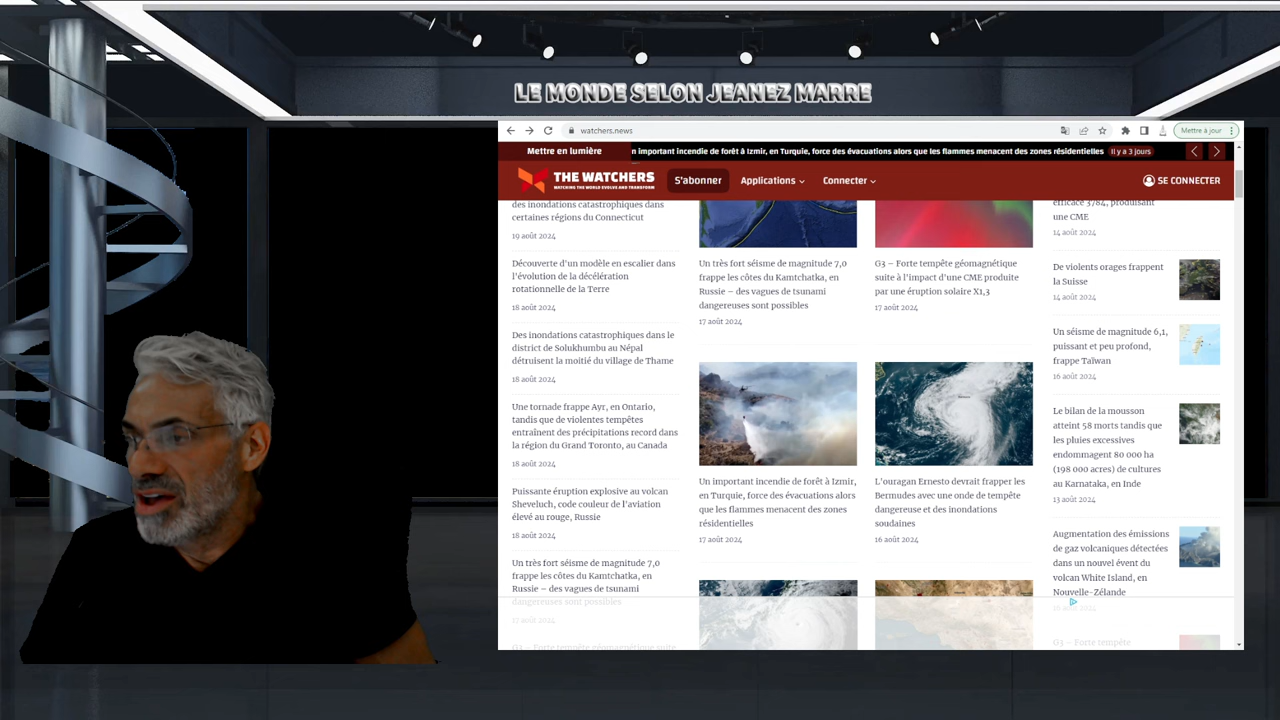 LE MONDE SELON JEANEZ MARRE
watchers.news
Mettre à jour
Mettre en lumière
n important incendie de forêt à Izmir, en Turquie, force des évacuations alors que les flammes menacent des zones résidentielles
Il y a 3 jours
THE WATCHERS
WATCHING THE WORLD EVOLVE AND TRANSFORM
S'abonner
Applications
Connecter
SE CONNECTER
des inondations catastrophiques dans
certaines régions du Connecticut
19 août 2024
Découverte d'un modèle en escalier dans
l'évolution de la décélération
rotationnelle de la Terre
18 août 2024
Des inondations catastrophiques dans le
district de Solukhumbu au Népal
détruisent la moitié du village de Thame
18 août 2024
Une tornade frappe Ayr, en Ontario,
tandis que de violentes tempêtes
entraînent des précipitations record dans
la région du Grand Toronto, au Canada
18 août 2024
Puissante éruption explosive au volcan
Sheveluch, code couleur de l'aviation
élevé au rouge, Russie
18 août 2024
Un très fort séisme de magnitude 7,0
frappe les côtes du Kamtchatka, en
Russie – des vagues de tsunami
dangereuses sont possibles
17 août 2024
G3 – Forte tempête géomagnétique suite
Un très fort séisme de magnitude 7,0
frappe les côtes du Kamtchatka, en
Russie – des vagues de tsunami
dangereuses sont possibles
17 août 2024
Un important incendie de forêt à Izmir,
en Turquie, force des évacuations alors
que les flammes menacent des zones
résidentielles
17 août 2024
G3 – Forte tempête géomagnétique
suite à l'impact d'une CME produite
par une éruption solaire X1,3
17 août 2024
L'ouragan Ernesto devrait frapper les
Bermudes avec une onde de tempête
dangereuse et des inondations
soudaines
16 août 2024
efficace 3784, produisant
une CME
14 août 2024
De violents orages frappent
la Suisse
14 août 2024
Un séisme de magnitude 6,1,
puissant et peu profond,
frappe Taïwan
16 août 2024
Le bilan de la mousson
atteint 58 morts tandis que
les pluies excessives
endommagent 80 000 ha
(198 000 acres) de cultures
au Karnataka, en Inde
13 août 2024
Augmentation des émissions
de gaz volcaniques détectées
dans un nouvel évent du
volcan White Island, en
Nouvelle-Zélande
août 2024
G3 – Forte tempête